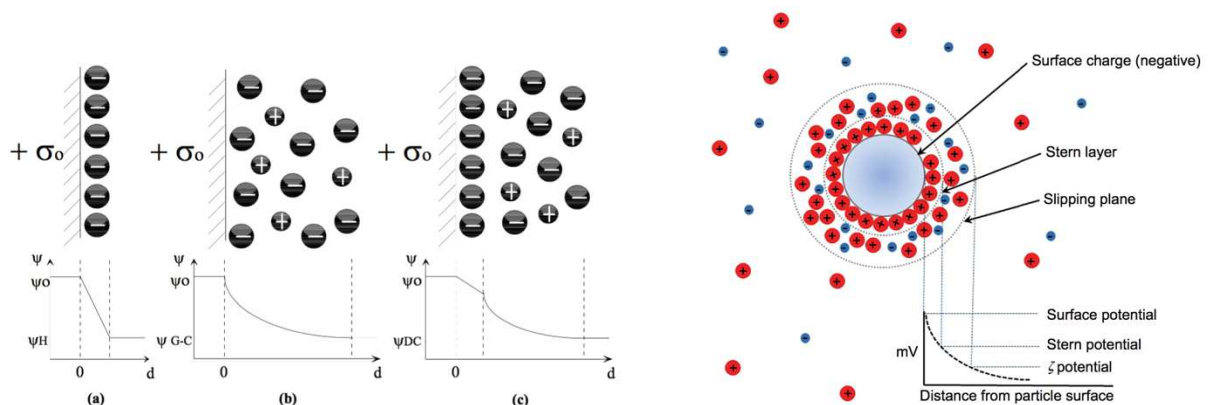 + σo
+ σo
+ σo
ψ
ψo
ψH
0
d
(a)
ψ
ψo
ψ G-C
0
d
(b)
ψ
ψo
ψDC
0
d
(c)
Surface charge (negative)
Stern layer
Slipping plane
mV
Surface potential
Stern potential
ζ potential
Distance from particle surface